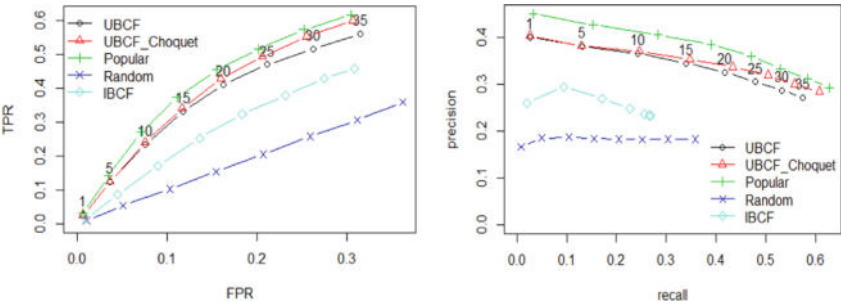 UBCF
UBCF_Choquet
Popular
Random
IBCF
1
5
10
15
20
25
30
35
0.0
0.1
0.2
0.3
0.4
0.5
0.6
TPR
0.0 0.1 0.2 0.3
FPR
1
5
10
15
20
25
30
35
UBCF
UBCF_Choquet
Popular
Random
IBCF
0.4
0.3
0.2
0.1
0.0
precision
0.0 0.1 0.2 0.3 0.4 0.5 0.6
recall